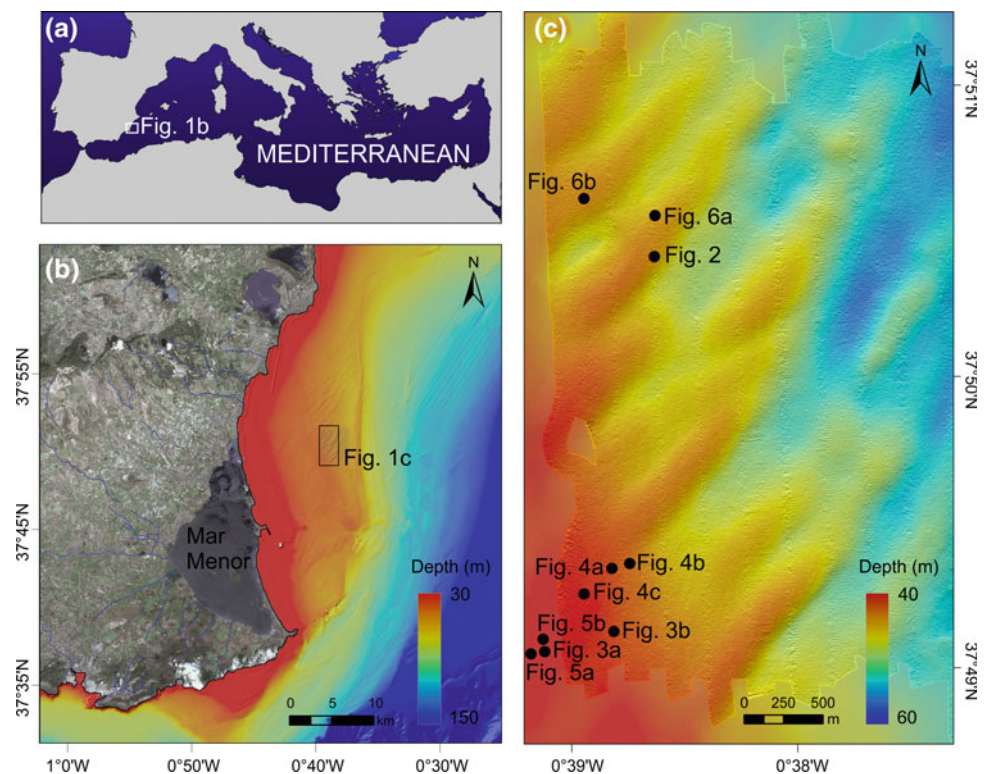 (a)
Fig. 1b
MEDITERRANEAN
(b)
N
37°55'N
37°45'N
37°35'N
Fig. 1c
Mar
Menor
Depth (m)
30
150
0 5 10
km
1°0'W 0°50'W 0°40'W 0°30'W
(c)
N
37°51'N
37°50'N
37°49'N
Fig. 6b
Fig. 6a
Fig. 2
Fig. 4a
Fig. 4b
Fig. 4c
Fig. 5b
Fig. 3b
Fig. 3a
Fig. 5a
Depth (m)
40
60
0 250 500
m
0°39'W 0°38'W